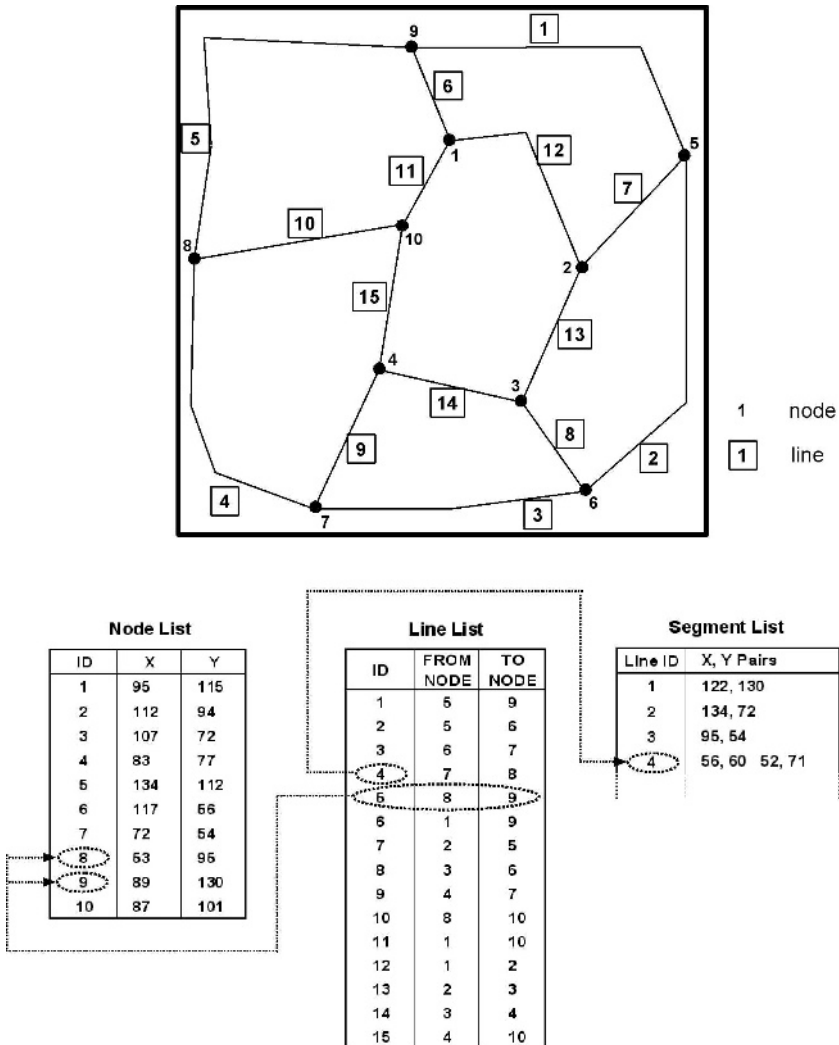 9
1
6
5
1
12
5
11
7
10
10
8
2
15
13
4
3
14
1 node
8
9
2
1 line
4
3
6
7
Node List
ID X Y
1 95 115
2 112 94
3 107 72
4 83 77
5 134 112
6 117 56
7 72 54
8 53 95
9 89 130
10 87 101
Line List
ID FROM NODE TO NODE
1 5 9
2 5 6
3 6 7
4 7 8
5 8 9
6 1 9
7 2 5
8 3 6
9 4 7
10 8 10
11 1 10
12 1 2
13 2 3
14 3 4
15 4 10
Segment List
Line ID X, Y Pairs
1 122, 130
2 134, 72
3 95, 54
4 56, 60 52, 71